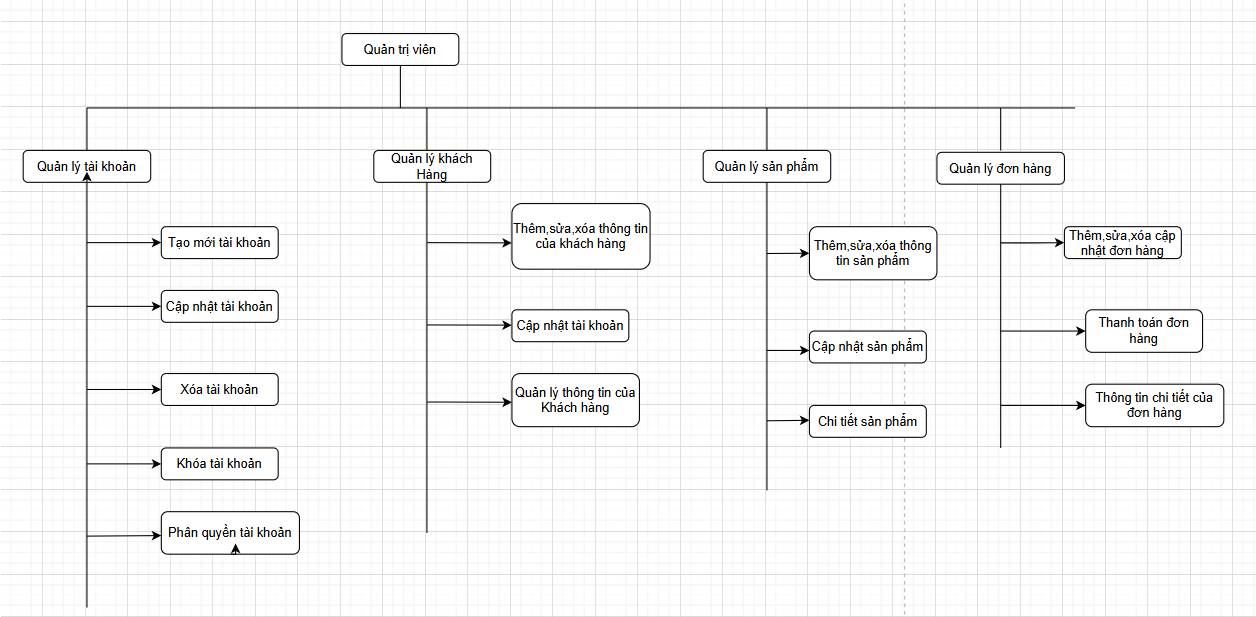 Quản trị viên
Quản lý tài khoản
Quản lý khách
Hàng
Quản lý sản phẩm
Quản lý đơn hàng
Tạo mới tài khoản
Cập nhật tài khoản
Xóa tài khoản
Khóa tài khoản
Phân quyền tài khoản
Thêm,sửa,xóa thông tin
của khách hàng
Cập nhật tài khoản
Quản lý thông tin của
Khách hàng
Thêm,sửa,xóa thông
tin sản phẩm
Cập nhật sản phẩm
Chi tiết sản phẩm
Thêm,sửa,xóa cập
nhật đơn hàng
Thanh toán đơn
hàng
Thông tin chi tiết của
đơn hàng